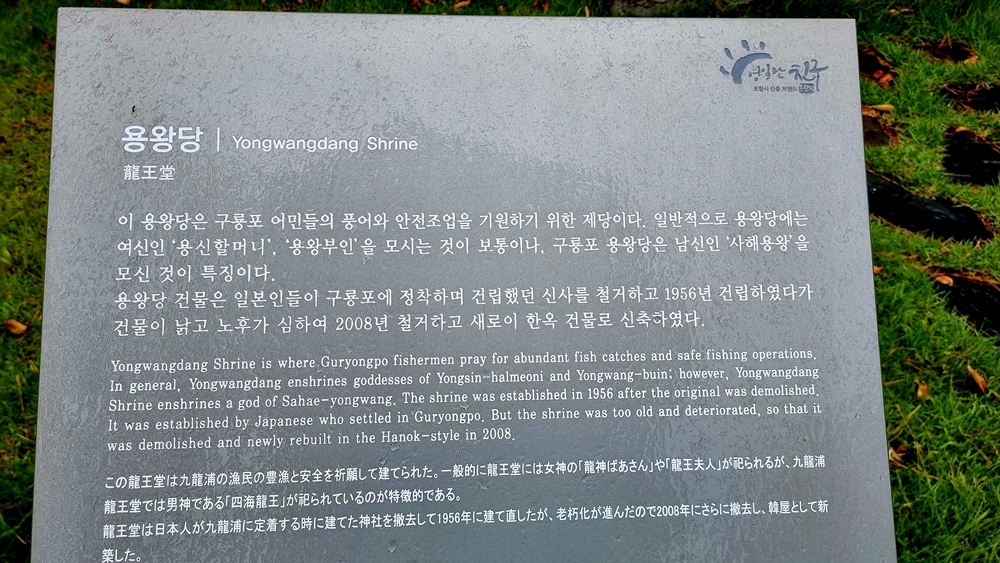 영일만 친구
포항시 인증 브랜드 포항시
용왕당 | Yongwangdang Shrine
龍王堂
이 용왕당은 구룡포 어민들의 풍어와 안전조업을 기원하기 위한 제당이다. 일반적으로 용왕당에는
여신인 ‘용신할머니’, ‘용왕부인’을 모시는 것이 보통이나, 구룡포 용왕당은 남신인 ‘사해용왕’을
모신 것이 특징이다.
용왕당 건물은 일본인들이 구룡포에 정착하며 건립했던 신사를 철거하고 1956년 건립하였다가
건물이 낡고 노후가 심하여 2008년 철거하고 새로이 한옥 건물로 신축하였다.
Yongwangdang Shrine is where Guryongpo fishermen pray for abundant fish catches and safe fishing operations.
In general, Yongwangdang enshrines goddesses of Yongsin-halmeoni and Yongwang-buin; however, Yongwangdang
Shrine enshrines a god of Sahae-yongwang. The shrine was established in 1956 after the original was demolished.
It was established by Japanese who settled in Guryongpo. But the shrine was too old and deteriorated, so that it
was demolished and newly rebuilt in the Hanok-style in 2008.
この龍王堂は九龍浦の漁民の豊漁と安全を祈願して建てられた。一般的に龍王堂には女神の「龍神ばあさん」や「龍王夫人」が祀られるが、九龍浦
龍王堂では男神である「四海龍王」が祀られているのが特徴的である。
龍王堂は日本人が九龍浦に定着する時に建てた神社を撤去して1956年に建て直したが、老朽化が進んだので2008年にさらに撤去し、韓屋として新
築した。